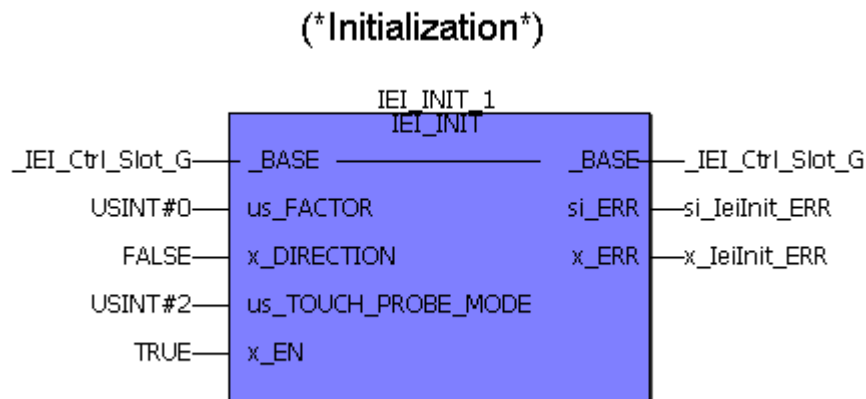 (*Initialization*)
IEI_INIT_1
IEI_INIT
_IEI_Ctrl_Slot_G _BASE _BASE _IEI_Ctrl_Slot_G
USINT#0 us_FACTOR si_ERR si_IeiInit_ERR
FALSE x_DIRECTION x_ERR x_IeiInit_ERR
USINT#2 us_TOUCH_PROBE_MODE
TRUE x_EN